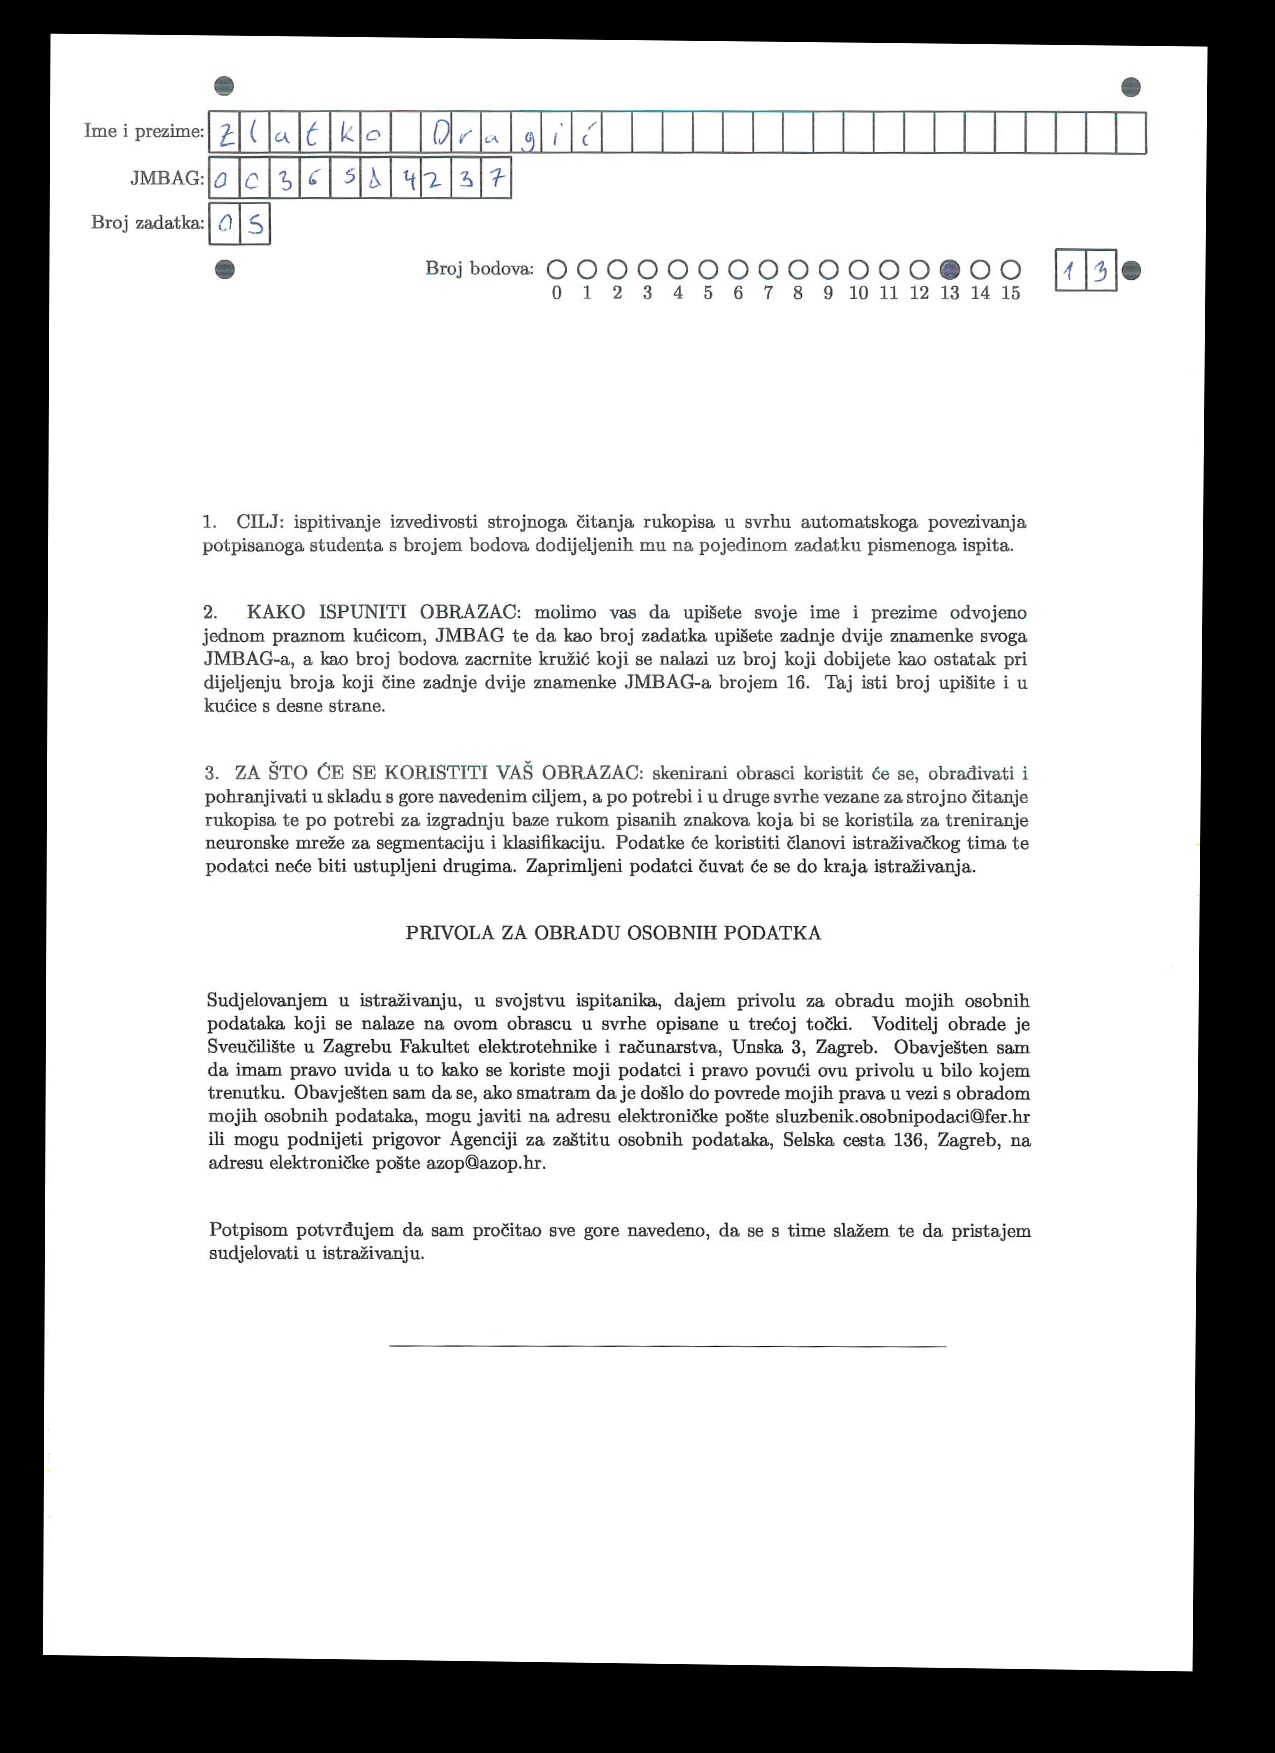 Ime i prezime: Zlatko Dragić
JMBAG: 0036584237
Broj zadatka: 05
Broj bodova: 13
0 1 2 3 4 5 6 7 8 9 10 11 12 13 14 15
1. CILJ: ispitivanje izvedivosti strojnoga čitanja rukopisa u svrhu automatskoga povezivanja
potpisanoga studenta s brojem bodova dodijeljenih mu na pojedinom zadatku pismenoga ispita.
2. KAKO ISPUNITI OBRAZAC: molimo vas da upišete svoje ime i prezime odvojeno
jednom praznom kućicom, JMBAG te da kao broj zadatka upišete zadnje dvije znamenke svoga
JMBAG-a, a kao broj bodova zacrnite kružić koji se nalazi uz broj koji dobijete kao ostatak pri
dijeljenju broja koji čine zadnje dvije znamenke JMBAG-a brojem 16. Taj isti broj upišite i u
kućice s desne strane.
3. ZA ŠTO ĆE SE KORISTITI VAŠ OBRAZAC: skenirani obrasci koristit će se, obrađivati i
pohranjivati u skladu s gore navedenim ciljem, a po potrebi i u druge svrhe vezane za strojno čitanje
rukopisa te po potrebi za izgradnju baze rukom pisanih znakova koja bi se koristila za treniranje
neuronske mreže za segmentaciju i klasifikaciju. Podatke će koristiti članovi istraživačkog tima te
podatci neće biti ustupljeni drugima. Zaprimljeni podatci čuvat će se do kraja istraživanja.
PRIVOLA ZA OBRADU OSOBNIH PODATKA
Sudjelovanjem u istraživanju, u svojstvu ispitanika, dajem privolu za obradu mojih osobnih
podataka koji se nalaze na ovom obrascu u svrhe opisane u trećoj točki. Voditelj obrade je
Sveučilište u Zagrebu Fakultet elektrotehnike i računarstva, Unska 3, Zagreb. Obavješten sam
da imam pravo uvida u to kako se koriste moji podatci i pravo povući ovu privolu u bilo kojem
trenutku. Obavješten sam da se, ako smatram da je došlo do povrede mojih prava u vezi s obradom
mojih osobnih podataka, mogu javiti na adresu elektroničke pošte sluzbenik.osobnipodaci@fer.hr
ili mogu podnijeti prigovor Agenciji za zaštitu osobnih podataka, Selska cesta 136, Zagreb, na
adresu elektroničke pošte azop@azop.hr.
Potpisom potvrđujem da sam pročitao sve gore navedeno, da se s time slažem te da pristajem
sudjelovati u istraživanju.